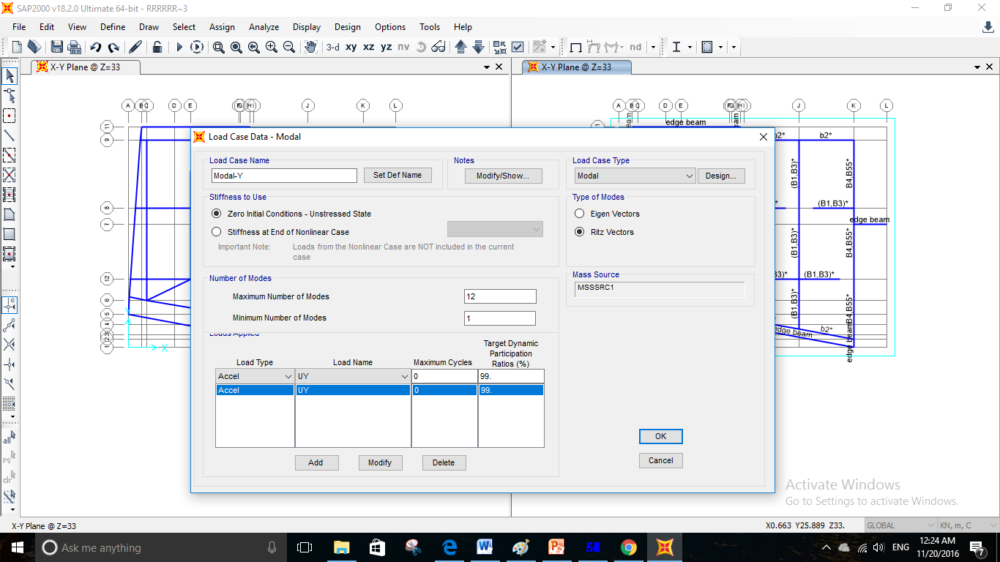 SAP2000 v18.2.0 Ultimate 64-bit - RRRRRR~3
File Edit View Define Draw Select Assign Analyze Display Design Options Tools Help
3-d xy xz yz nv nd
X-Y Plane @ Z=33
X-Y Plane @ Z=33
A B C D E F G H I J K L
A B C D E F G H I J K L
11
9
8
7
12
6
5
4
3
2
1
Y
X
edge beam
b2*
b2*
(B1,B3)*
B4,B55*
(B1,B3)*
edge beam
(B1,B3)*
B4,B55*
(B1,B3)*
(B1,B3)*
B4,B55*
edge beam
b2*
edge beam
Load Case Data - Modal
Load Case Name
Modal-Y
Set Def Name
Notes
Modify/Show...
Load Case Type
Modal
Design...
Stiffness to Use
Zero Initial Conditions - Unstressed State
Stiffness at End of Nonlinear Case
Important Note: Loads from the Nonlinear Case are NOT included in the current
case
Type of Modes
Eigen Vectors
Ritz Vectors
Number of Modes
Maximum Number of Modes 12
Minimum Number of Modes 1
Mass Source
MSSSRC1
Loads Applied
Target Dynamic
Participation
Load Type Load Name Maximum Cycles Ratios (%)
Accel UY 0 99.
Accel UY 0 99.
Add Modify Delete
OK
Cancel
all
ps
clr
Activate Windows
Go to Settings to activate Windows.
X-Y Plane @ Z=33
X0.663 Y25.889 Z33.
GLOBAL
KN, m, C
Ask me anything
ENG
12:24 AM
11/20/2016
7